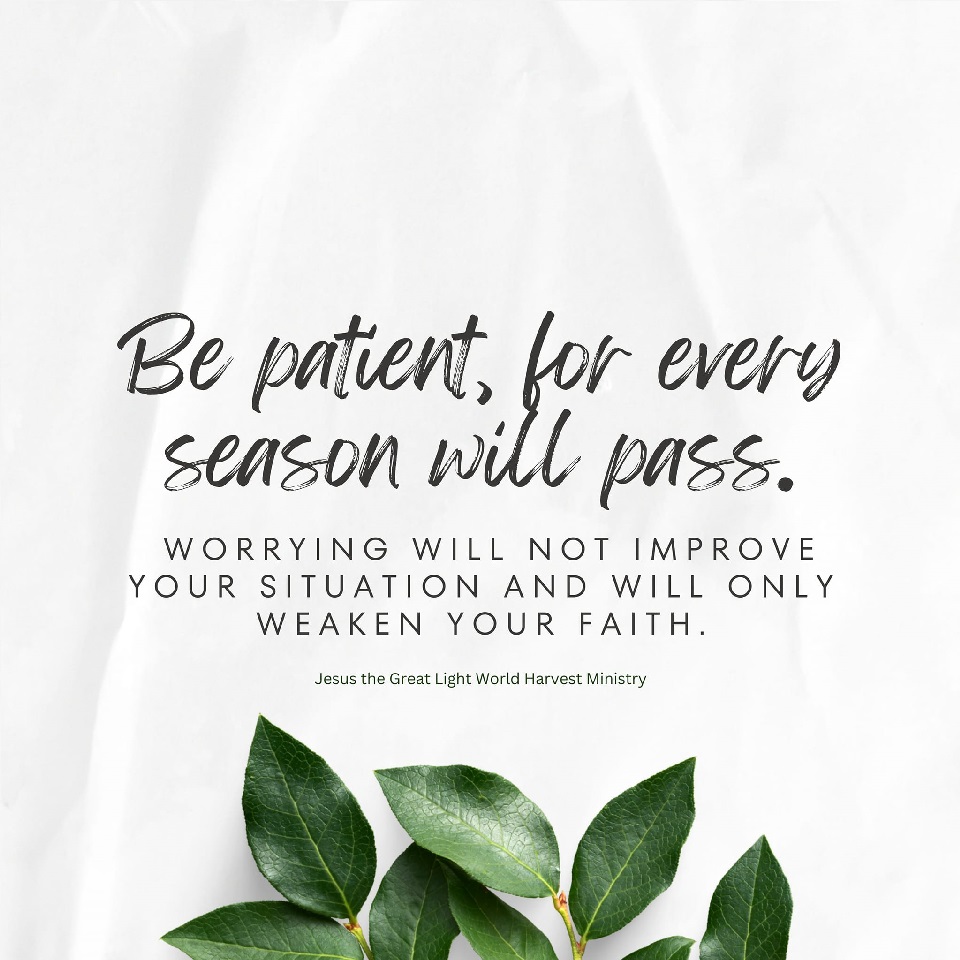 Be patient, for every
season will pass.
WORRYING WILL NOT IMPROVE
YOUR SITUATION AND WILL ONLY
WEAKEN YOUR FAITH.
Jesus the Great Light World Harvest Ministry